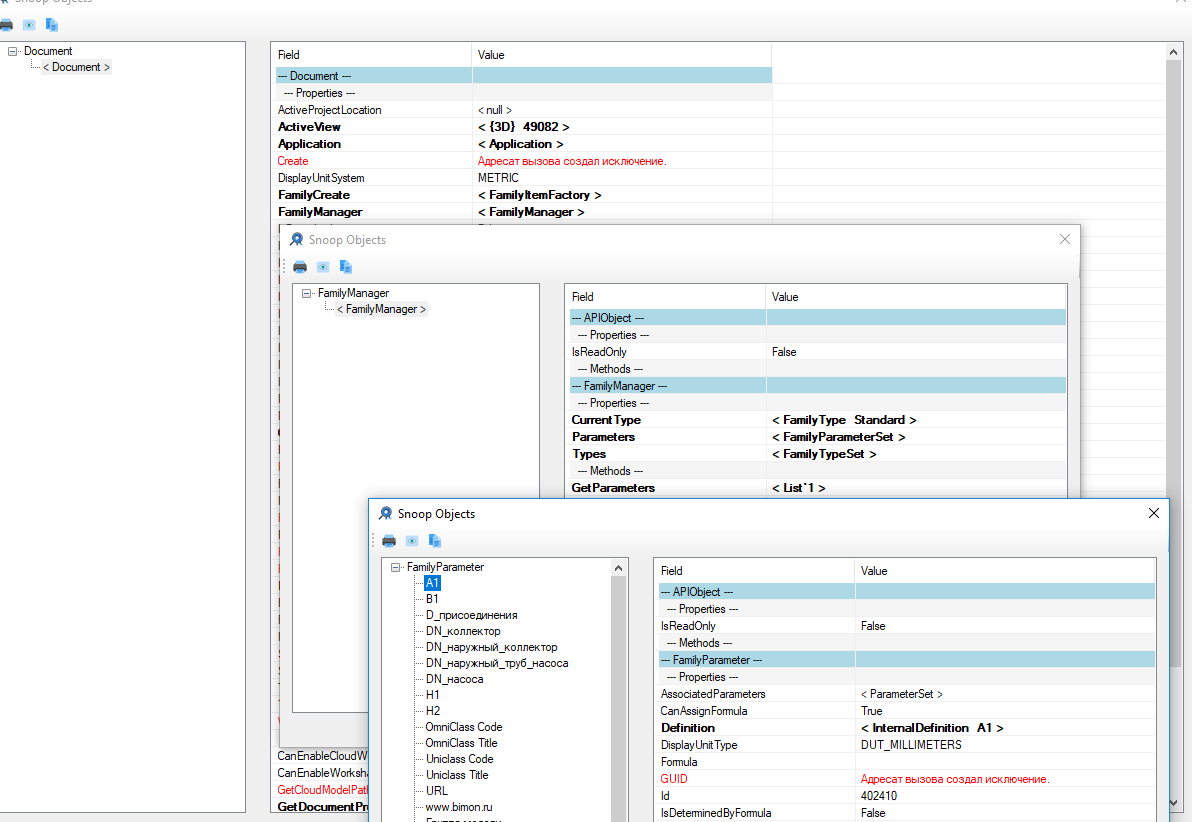 Snoop Objects
Document
< Document >
Field Value
--- Document ---
--- Properties ---
ActiveProjectLocation < null >
ActiveView < {3D} 49082 >
Application < Application >
Create Адресат вызова создал исключение.
DisplayUnitSystem METRIC
FamilyCreate < FamilyItemFactory >
FamilyManager < FamilyManager >
Snoop Objects
FamilyManager
< FamilyManager >
Field Value
--- APIObject ---
--- Properties ---
IsReadOnly False
--- Methods ---
--- FamilyManager ---
--- Properties ---
CurrentType < FamilyType Standard >
Parameters < FamilyParameterSet >
Types < FamilyTypeSet >
--- Methods ---
GetParameters < List`1 >
Snoop Objects
FamilyParameter
A1
B1
D_присоединения
DN_коллектор
DN_наружный_коллектор
DN_наружный_труб_насоса
DN_насоса
H1
H2
OmniClass Code
OmniClass Title
Uniclass Code
Uniclass Title
URL
www.bimon.ru
Группа модели
Field Value
--- APIObject ---
--- Properties ---
IsReadOnly False
--- Methods ---
--- FamilyParameter ---
--- Properties ---
AssociatedParameters < ParameterSet >
CanAssignFormula True
Definition < InternalDefinition A1 >
DisplayUnitType DUT_MILLIMETERS
Formula
GUID Адресат вызова создал исключение.
Id 402410
IsDeterminedByFormula False
CanEnableCloudW
CanEnableWorksha
GetCloudModelPat
GetDocumentPr